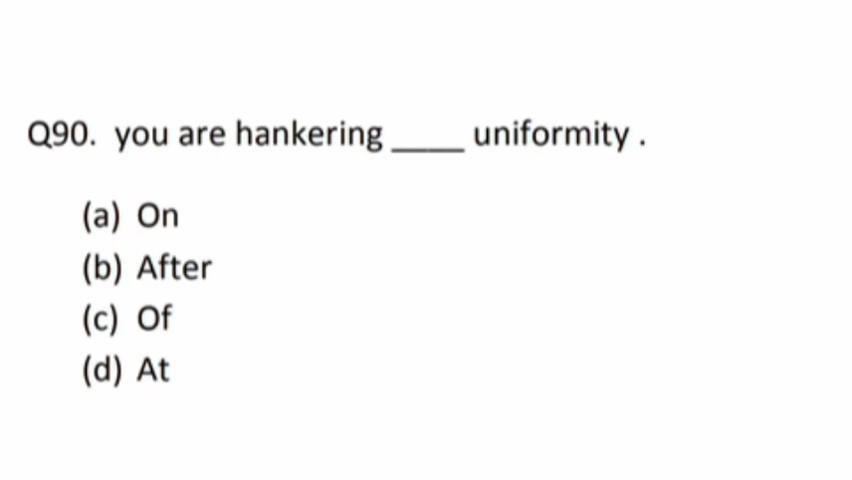 Q90. you are hankering ____ uniformity .
(a) On
(b) After
(c) Of
(d) At